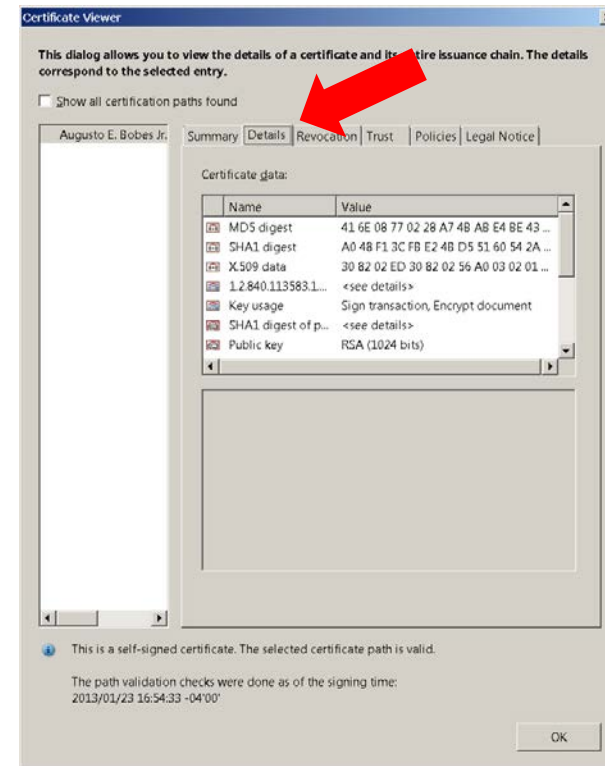 Certificate Viewer
This dialog allows you to view the details of a certificate and its entire issuance chain. The details
correspond to the selected entry.
Show all certification paths found
Augusto E. Bobes Jr.
Summary Details Revocation Trust Policies Legal Notice
Certificate data:
Name Value
MD5 digest 41 6E 08 77 02 28 A7 4B AB E4 BE 43 ...
SHA1 digest A0 48 F1 3C FB E2 4B D5 51 60 54 2A ...
X.509 data 30 82 02 ED 30 82 02 56 A0 03 02 01 ...
1.2.840.113583.1.... <see details>
Key usage Sign transaction, Encrypt document
SHA1 digest of p... <see details>
Public key RSA (1024 bits)
This is a self-signed certificate. The selected certificate path is valid.
The path validation checks were done as of the signing time:
2013/01/23 16:54:33 -04'00'
OK